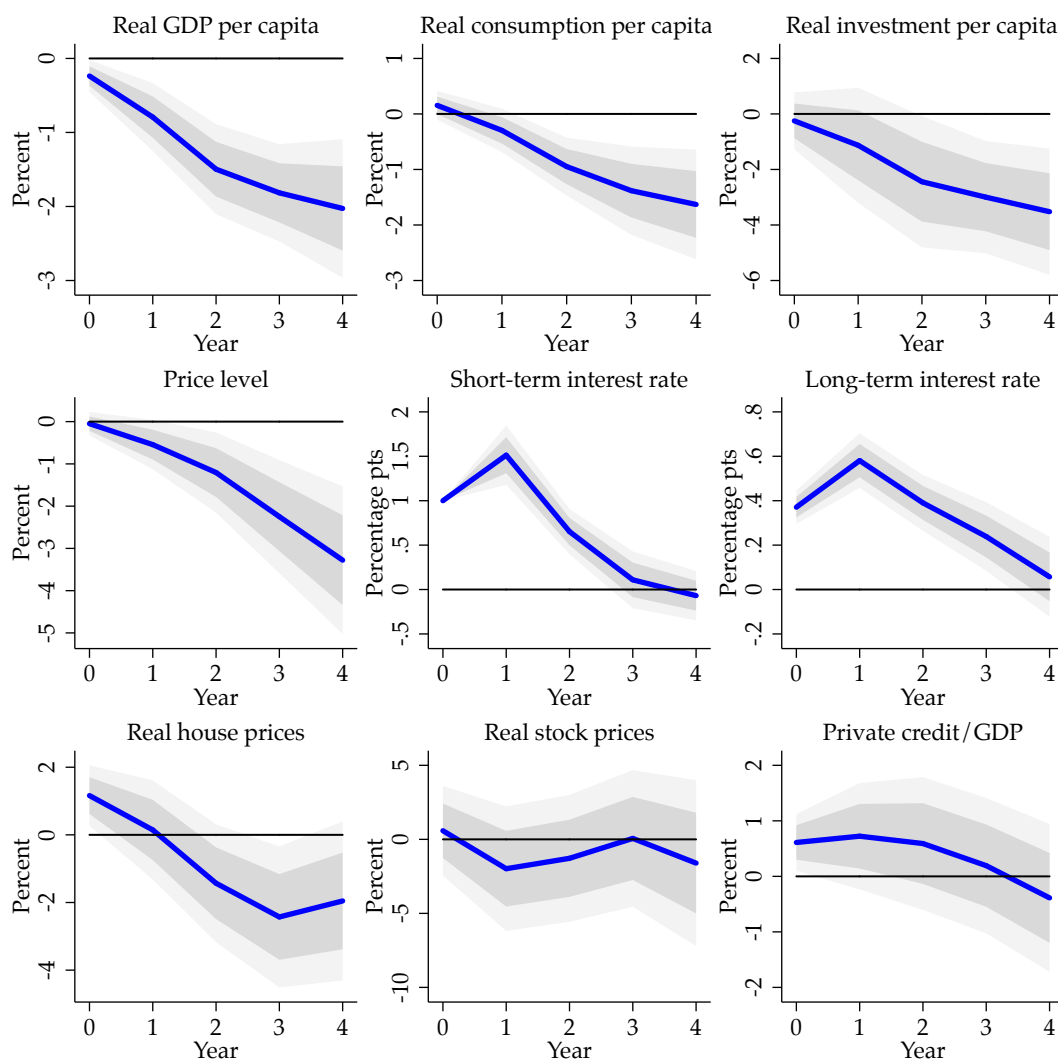 Real GDP per capita
Percent
0
-1
-2
-3
0 1 2 3 4
Year
Real consumption per capita
Percent
1
0
-1
-2
-3
0 1 2 3 4
Year
Real investment per capita
Percent
2
0
-2
-4
-6
0 1 2 3 4
Year
Price level
Percent
0
-1
-2
-3
-4
-5
0 1 2 3 4
Year
Short-term interest rate
Percentage pts
2
1.5
1
.5
0
-.5
0 1 2 3 4
Year
Long-term interest rate
Percentage pts
.8
.6
.4
.2
0
-.2
0 1 2 3 4
Year
Real house prices
Percent
2
0
-2
-4
0 1 2 3 4
Year
Real stock prices
Percent
5
0
-5
-10
0 1 2 3 4
Year
Private credit/GDP
Percent
2
1
0
-1
-2
0 1 2 3 4
Year